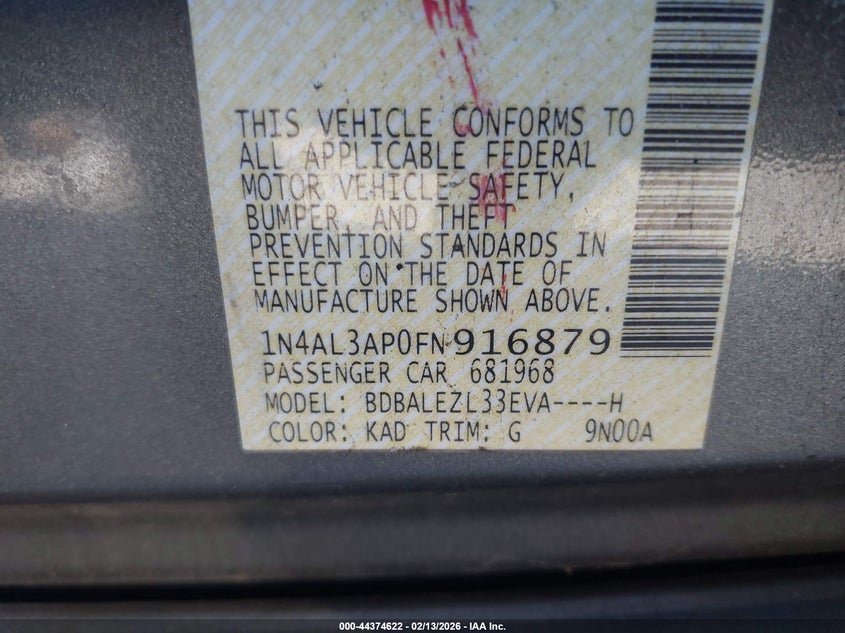 THIS VEHICLE CONFORMS TO
ALL APPLICABLE FEDERAL
MOTOR VEHICLE SAFETY,
BUMPER, AND THEFT
PREVENTION STANDARDS IN
EFFECT ON THE DATE OF
MANUFACTURE SHOWN ABOVE.
1N4AL3AP0FN916879
PASSENGER CAR 681968
MODEL: BDBALEZL33EVA----H
COLOR: KAD TRIM: G 9N00A
000-44374622 | 02/13/2026 - IAA Inc.